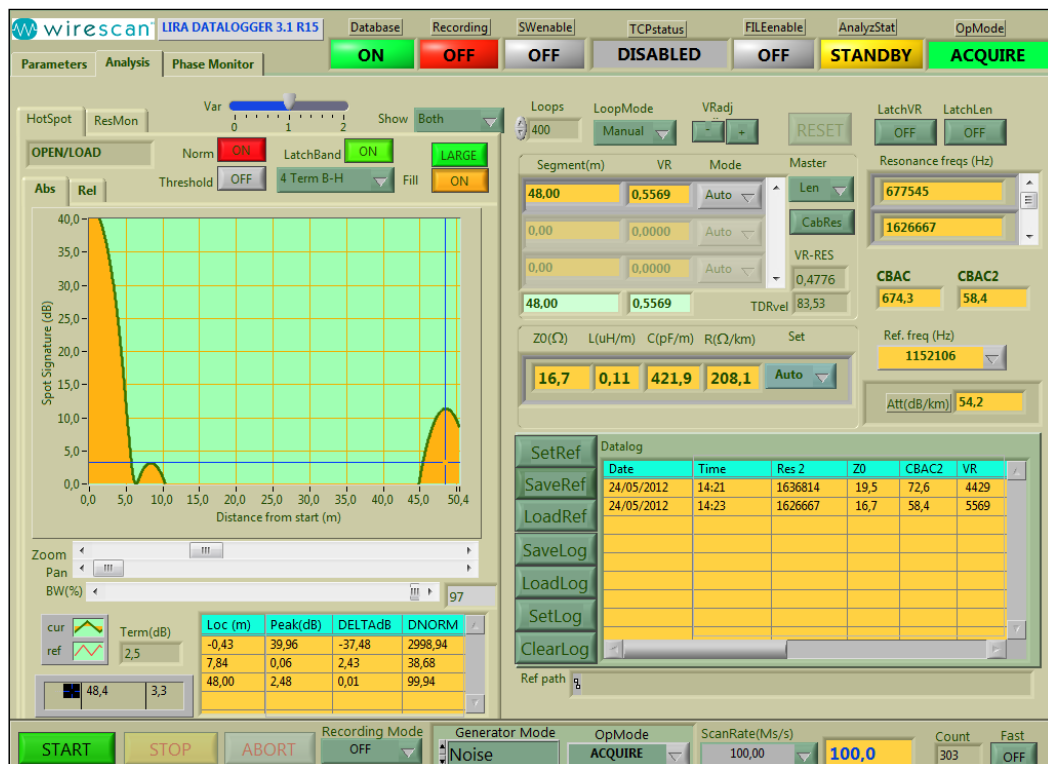 wirescan LIRA DATALOGGER 3.1 R15 Database Recording SWenable TCPstatus FILEenable AnalyzStat OpMode
ON OFF OFF DISABLED OFF STANDBY ACQUIRE
Parameters Analysis Phase Monitor
HotSpot ResMon
Var
0 1 2
Show Both
OPEN/LOAD
Norm ON LatchBand ON LARGE
Threshold OFF 4 Term B-H Fill ON
Abs Rel
Spot Signature (dB)
40,0
35,0
30,0
25,0
20,0
15,0
10,0
5,0
0,0
0,0 5,0 10,0 15,0 20,0 25,0 30,0 35,0 40,0 45,0 50,4
Distance from start (m)
Zoom
Pan
BW(%) 97
cur
ref
Term(dB)
2,5
48,4 3,3
Loc (m) Peak(dB) DELTAdB DNORM
-0,43 39,96 -37,48 2998,94
7,84 0,06 2,43 38,68
48,00 2,48 0,01 99,94
Loops LoopMode VRadj
400 Manual - + RESET
LatchVR LatchLen
OFF OFF
Segment(m) VR Mode Master
48,00 0,5569 Auto Len
0,00 0,0000 Auto CabRes
0,00 0,0000 Auto
VR-RES
0,4776
48,00 0,5569 TDRvel 83,53
Resonance freqs (Hz)
677545
1626667
CBAC CBAC2
674,3 58,4
Z0(Ω) L(uH/m) C(pF/m) R(Ω/km) Set
16,7 0,11 421,9 208,1 Auto
Ref. freq (Hz)
1152106
Att(dB/km) 54,2
SetRef
SaveRef
LoadRef
SaveLog
LoadLog
SetLog
ClearLog
Datalog
Date Time Res 2 Z0 CBAC2 VR
24/05/2012 14:21 1636814 19,5 72,6 4429
24/05/2012 14:23 1626667 16,7 58,4 5569
Ref path
START STOP ABORT
Recording Mode
OFF
Generator Mode
Noise
OpMode
ACQUIRE
ScanRate(Ms/s)
100,00 100,0
Count
303
Fast
OFF